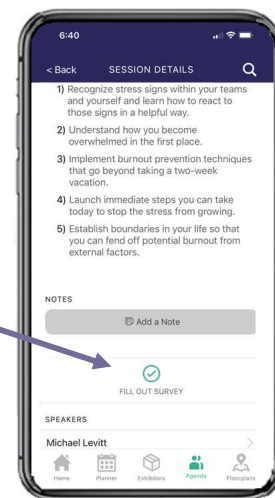 6:40
< Back SESSION DETAILS
1) Recognize stress signs within your teams
and yourself and learn how to react to
those signs in a helpful way.
2) Understand how you become
overwhelmed in the first place.
3) Implement burnout prevention techniques
that go beyond taking a two-week
vacation.
4) Launch immediate steps you can take
today to stop the stress from growing.
5) Establish boundaries in your life so that
you can fend off potential burnout from
external factors.
NOTES
Add a Note
FILL OUT SURVEY
SPEAKERS
Michael Levitt
Home Planner Exhibitors Agenda Floorplans